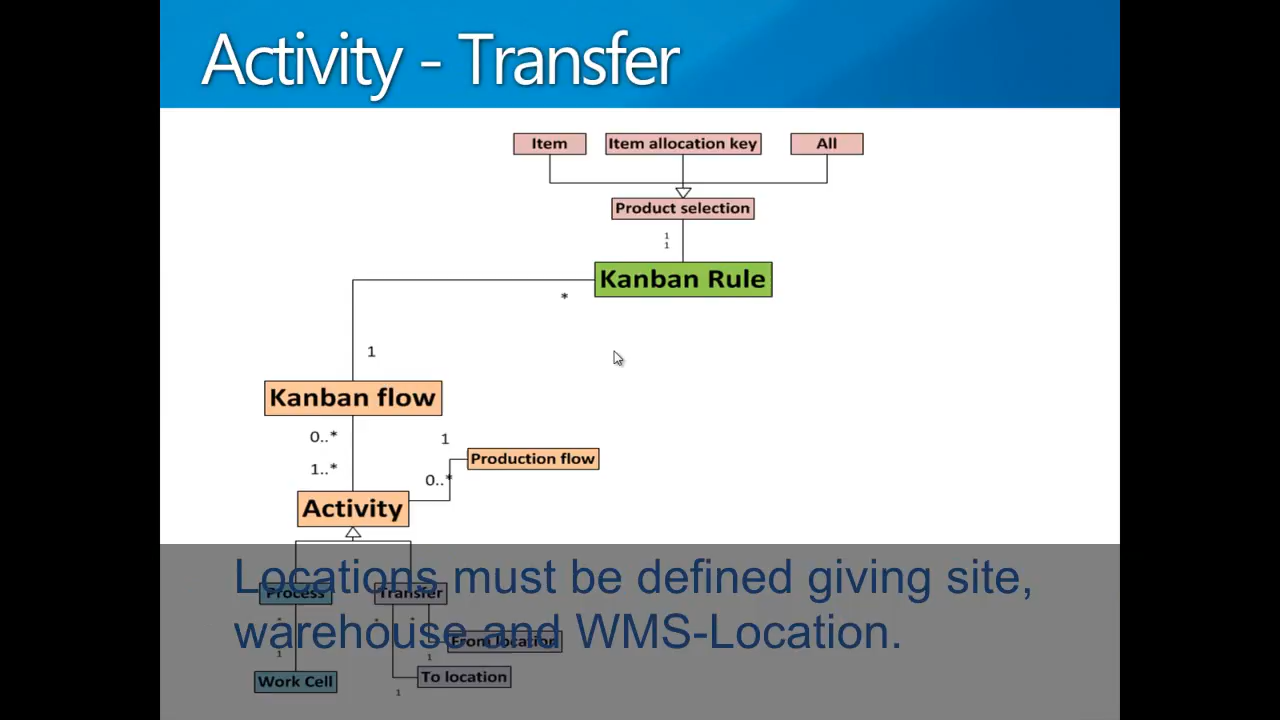 Activity - Transfer
Item
Item allocation key
All
Product selection
1
1
Kanban Rule
*
1
Kanban flow
0..*
1
Production flow
1..*
0..*
Activity
Locations must be defined giving site,
Process
Transfer
warehouse and WMS-Location.
*
*
*
From location
1
1
To location
Work Cell
1